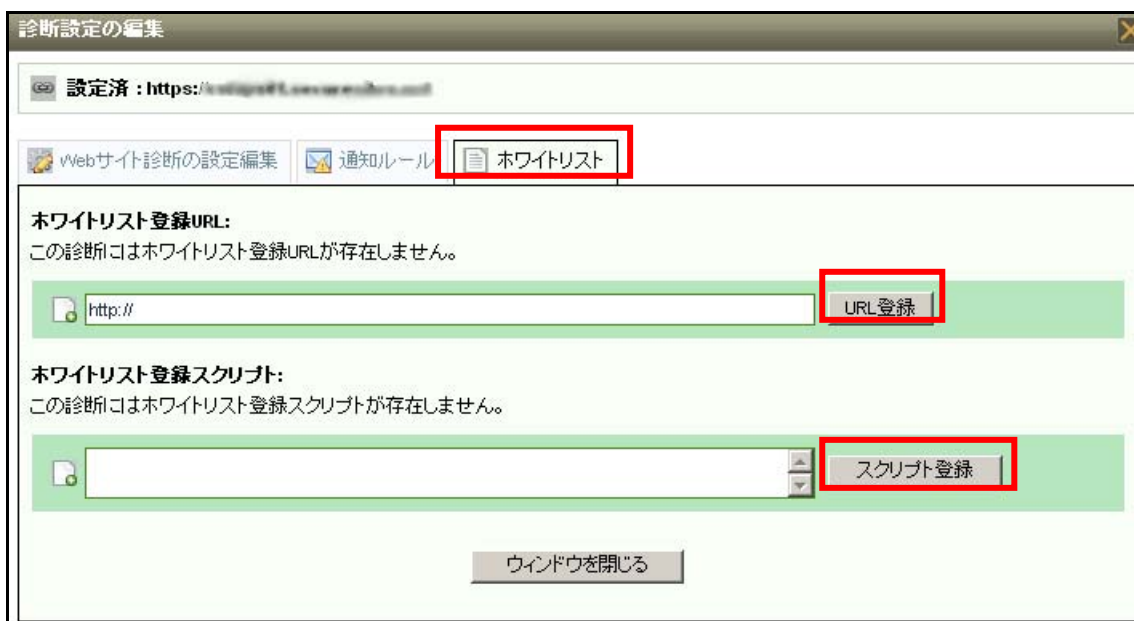 診断設定の編集
設定済 : https:/
Webサイト診断の設定編集 通知ルール ホワイトリスト
ホワイトリスト登録URL:
この診断にはホワイトリスト登録URLが存在しません。
http:// URL登録
ホワイトリスト登録スクリプト:
この診断にはホワイトリスト登録スクリプトが存在しません。
スクリプト登録
ウィンドウを閉じる